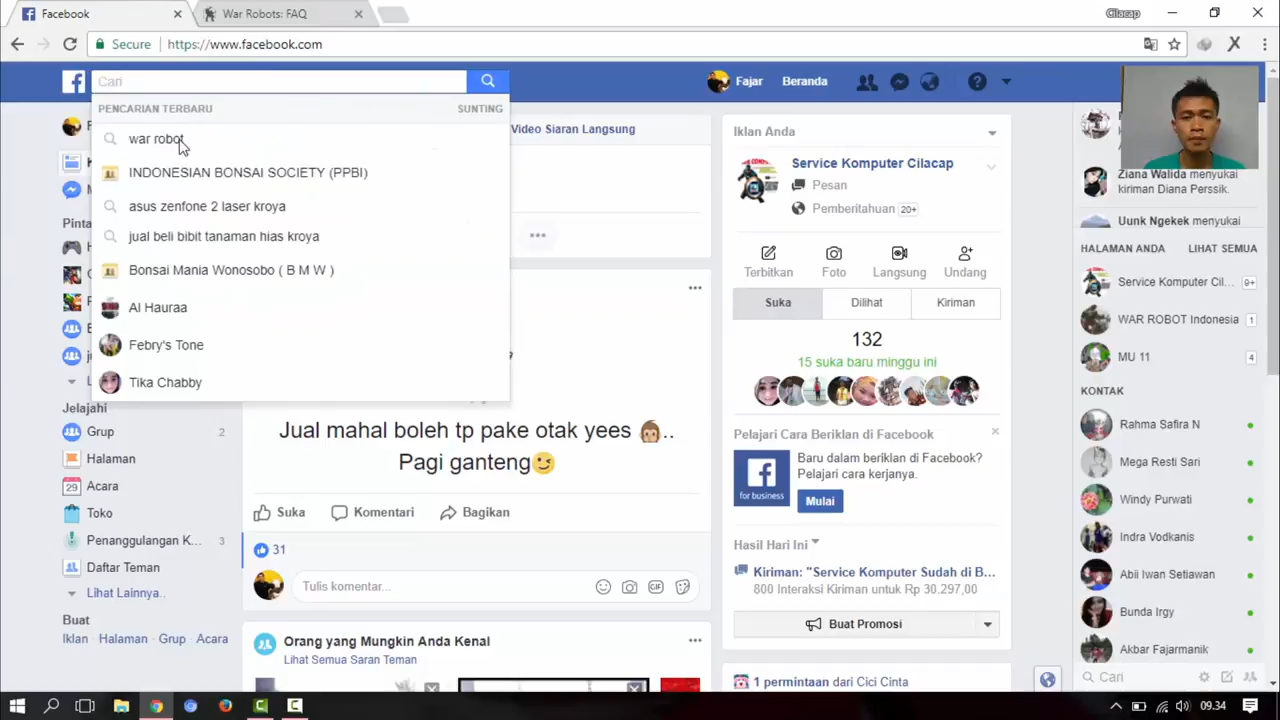 Facebook
War Robots: FAQ
Cilacap
Secure
https://www.facebook.com
Cari
Fajar
Beranda
PENCARIAN TERBARU
SUNTING
war robot
INDONESIAN BONSAI SOCIETY (PPBI)
asus zenfone 2 laser kroya
jual beli bibit tanaman hias kroya
Bonsai Mania Wonosobo ( B M W )
Al Hauraa
Febry's Tone
Tika Chabby
Video Siaran Langsung
Pinta
Jelajahi
Grup
2
Halaman
Acara
Toko
Penanggulangan K...
3
Daftar Teman
Lihat Lainnya..
Buat
Iklan · Halaman · Grup · Acara
Jual mahal boleh tp pake otak yees 🙊..
Pagi ganteng😉
Suka
Komentari
Bagikan
31
Tulis komentar...
GIF
Orang yang Mungkin Anda Kenal
Lihat Semua Saran Teman
Iklan Anda
Service Komputer Cilacap
Pesan
Pemberitahuan 20+
Terbitkan
Foto
Langsung
Undang
Suka
Dilihat
Kiriman
132
15 suka baru minggu ini
Pelajari Cara Beriklan di Facebook
for business
Baru dalam beriklan di Facebook?
Pelajari cara kerjanya.
Mulai
Hasil Hari Ini
Kiriman: "Service Komputer Sudah di B...
800 Interaksi Kiriman untuk Rp 30.297,00
Buat Promosi
1 permintaan dari Cici Cinta
Ziana Walida menyukai
kiriman Diana Perssik.
Uunk Ngekek menyukai
HALAMAN ANDA
LIHAT SEMUA
Service Komputer Cil...
9+
WAR ROBOT Indonesia
1
MU 11
4
KONTAK
Rahma Safira N
Mega Resti Sari
Windy Purwati
Indra Vodkanis
Abii Iwan Setiawan
Bunda Irgy
Akbar Fajarmanik
Cari
09.34